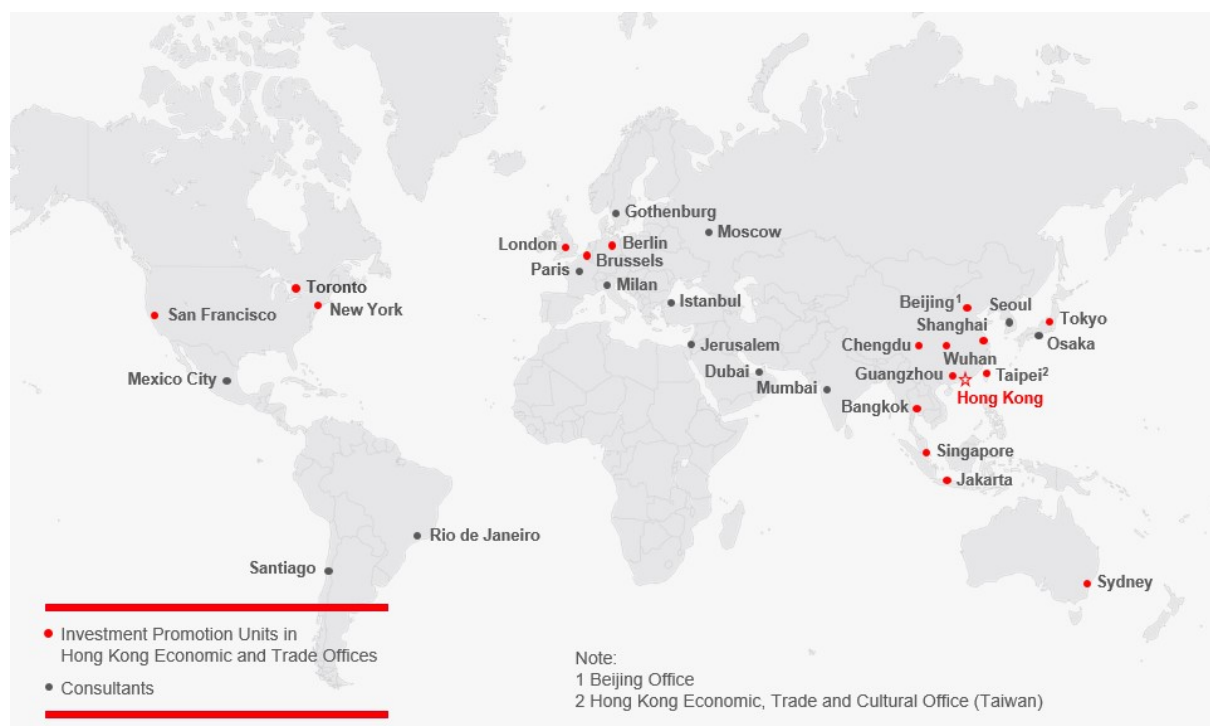 Gothenburg
Moscow
London
Berlin
Brussels
Paris
Milan
Istanbul
Toronto
New York
San Francisco
Beijing¹
Seoul
Tokyo
Shanghai
Osaka
Jerusalem
Chengdu
Wuhan
Dubai
Guangzhou
Taipei²
Mexico City
Mumbai
Hong Kong
Bangkok
Singapore
Jakarta
Rio de Janeiro
Santiago
Sydney
Investment Promotion Units in
Hong Kong Economic and Trade Offices
Consultants
Note:
1 Beijing Office
2 Hong Kong Economic, Trade and Cultural Office (Taiwan)